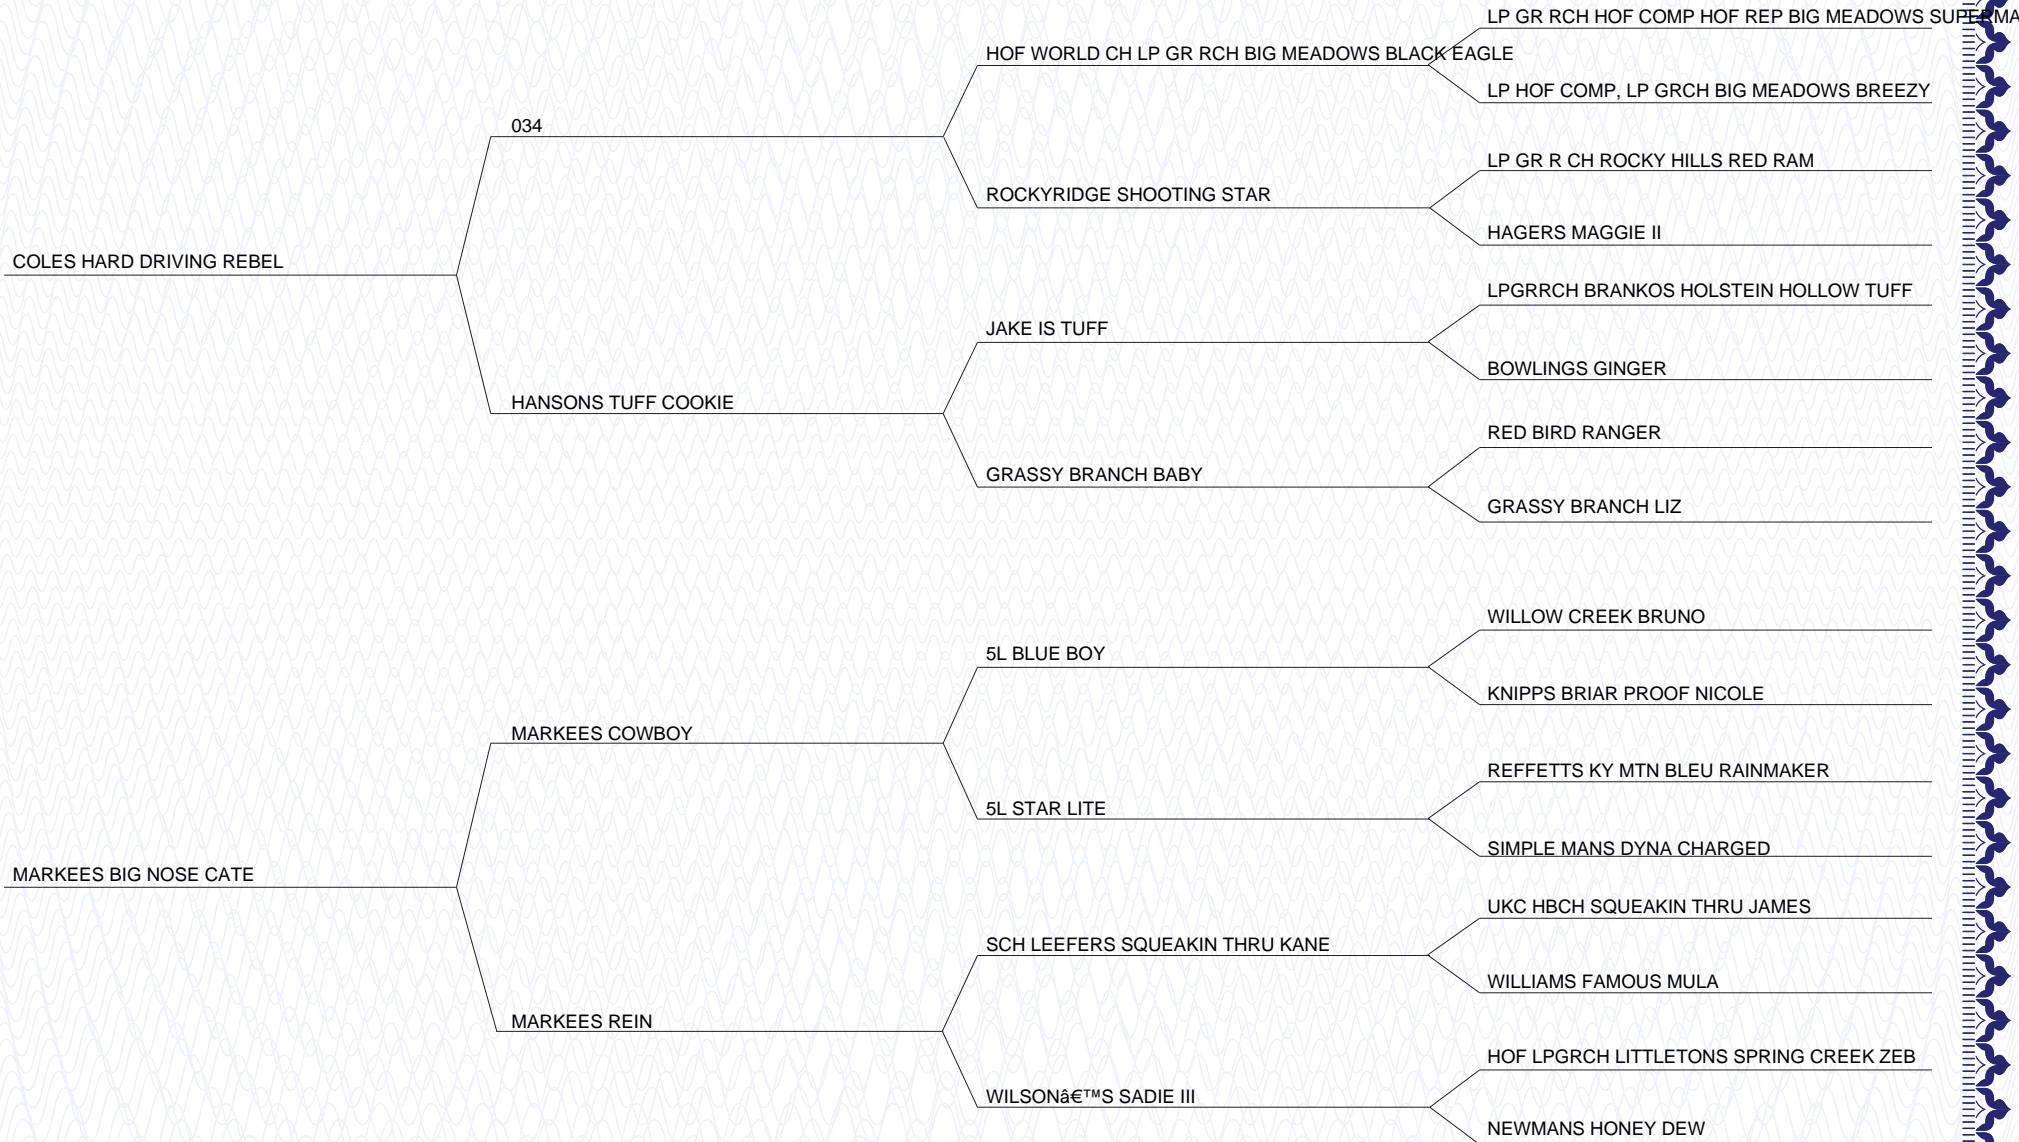 LP GR RCH HOF COMP HOF REP BIG MEADOWS SUPERMA
HOF WORLD CH LP GR RCH BIG MEADOWS BLACK EAGLE
LP HOF COMP, LP GRCH BIG MEADOWS BREEZY
034
LP GR R CH ROCKY HILLS RED RAM
ROCKYRIDGE SHOOTING STAR
HAGERS MAGGIE II
COLES HARD DRIVING REBEL
LPGRRCH BRANKOS HOLSTEIN HOLLOW TUFF
JAKE IS TUFF
BOWLINGS GINGER
HANSONS TUFF COOKIE
RED BIRD RANGER
GRASSY BRANCH BABY
GRASSY BRANCH LIZ
WILLOW CREEK BRUNO
5L BLUE BOY
KNIPPS BRIAR PROOF NICOLE
MARKEES COWBOY
REFFETTS KY MTN BLEU RAINMAKER
5L STAR LITE
SIMPLE MANS DYNA CHARGED
MARKEES BIG NOSE CATE
UKC HBCH SQUEAKIN THRU JAMES
SCH LEEFERS SQUEAKIN THRU KANE
WILLIAMS FAMOUS MULA
MARKEES REIN
HOF LPGRCH LITTLETONS SPRING CREEK ZEB
WILSONâ€™S SADIE III
NEWMANS HONEY DEW